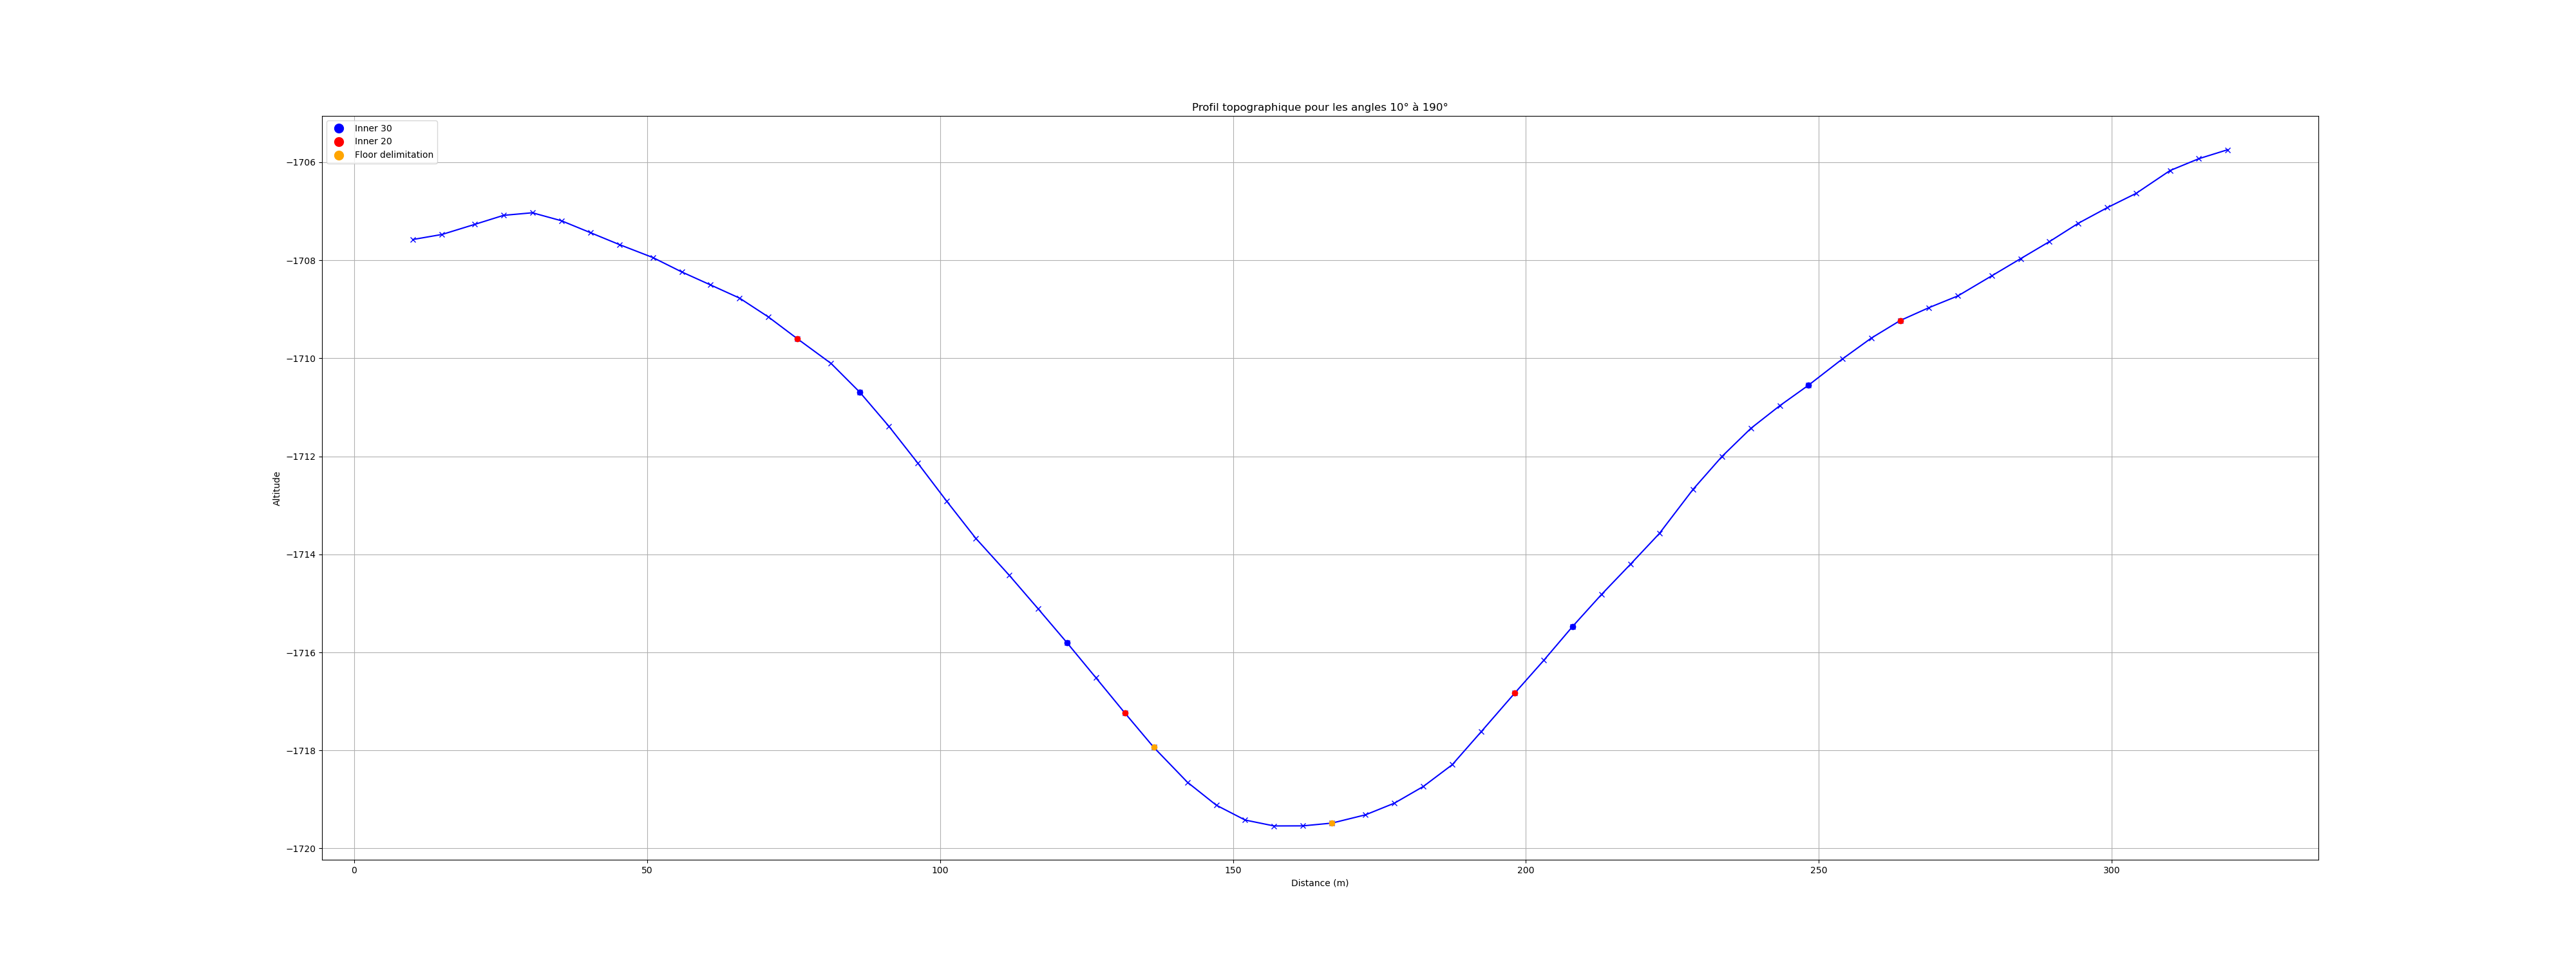 Profil topographique pour les angles 10° à 190°
Inner 30
Inner 20
Floor delimitation
−1706
−1708
−1710
−1712
−1714
−1716
−1718
−1720
Altitude
0 50 100 150 200 250 300
Distance (m)